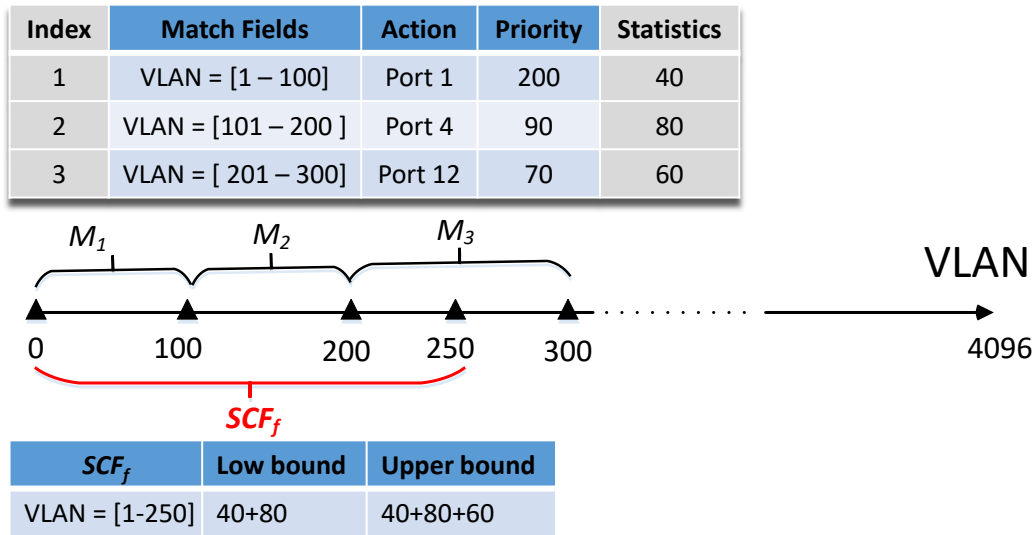 Index Match Fields Action Priority Statistics
1 VLAN = [1 – 100] Port 1 200 40
2 VLAN = [101 – 200 ] Port 4 90 80
3 VLAN = [ 201 – 300] Port 12 70 60
M1 M2 M3
VLAN
0 100 200 250 300 4096
SCFf
SCFf Low bound Upper bound
VLAN = [1-250] 40+80 40+80+60